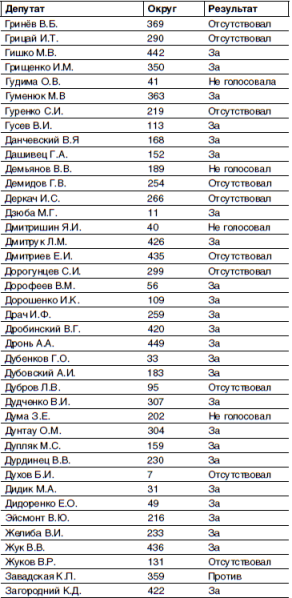 Депутат Округ Результат
Гринёв В.Б. 369 Отсутствовал
Грицай И.Т. 290 Отсутствовал
Гишко М.В. 442 За
Грищенко И.М. 350 За
Гудима О.В. 41 Не голосовала
Гуменюк М.В 363 За
Гуренко С.И. 219 Отсутствовал
Гусев В.И. 113 За
Данчевский В.Я 168 За
Дашивец Г.А. 152 За
Демьянов В.В. 189 Не голосовал
Демидов Г.В. 254 Отсутствовал
Деркач И.С. 266 Отсутствовал
Дзюба М.Г. 11 За
Дмитришин Я.И. 40 Не голосовал
Дмитрук Л.М. 426 За
Дмитриев Е.И. 435 Отсутствовал
Дорогунцев С.И. 299 Отсутствовал
Дорофеев В.М. 56 За
Дорошенко И.К. 109 За
Драч И.Ф. 259 За
Дробинский В.Г. 420 За
Дронь А.А. 449 За
Дубенков Г.О. 33 За
Дубовский А.И. 183 За
Дубров Л.В. 95 Отсутствовал
Дудченко В.И. 307 За
Дума З.Е. 202 Не голосовал
Дунтау О.М. 304 За
Дупляк М.С. 159 За
Дурдинец В.В. 230 За
Духов Б.И. 7 Отсутствовал
Дидик М.А. 31 За
Дидоренко Е.О. 49 За
Эйсмонт В.Ю. 216 За
Желиба В.И. 233 За
Жук В.В. 436 За
Жуков В.Р. 131 Отсутствовал
Завадская К.Л. 359 Против
Загородний К.Д. 422 За